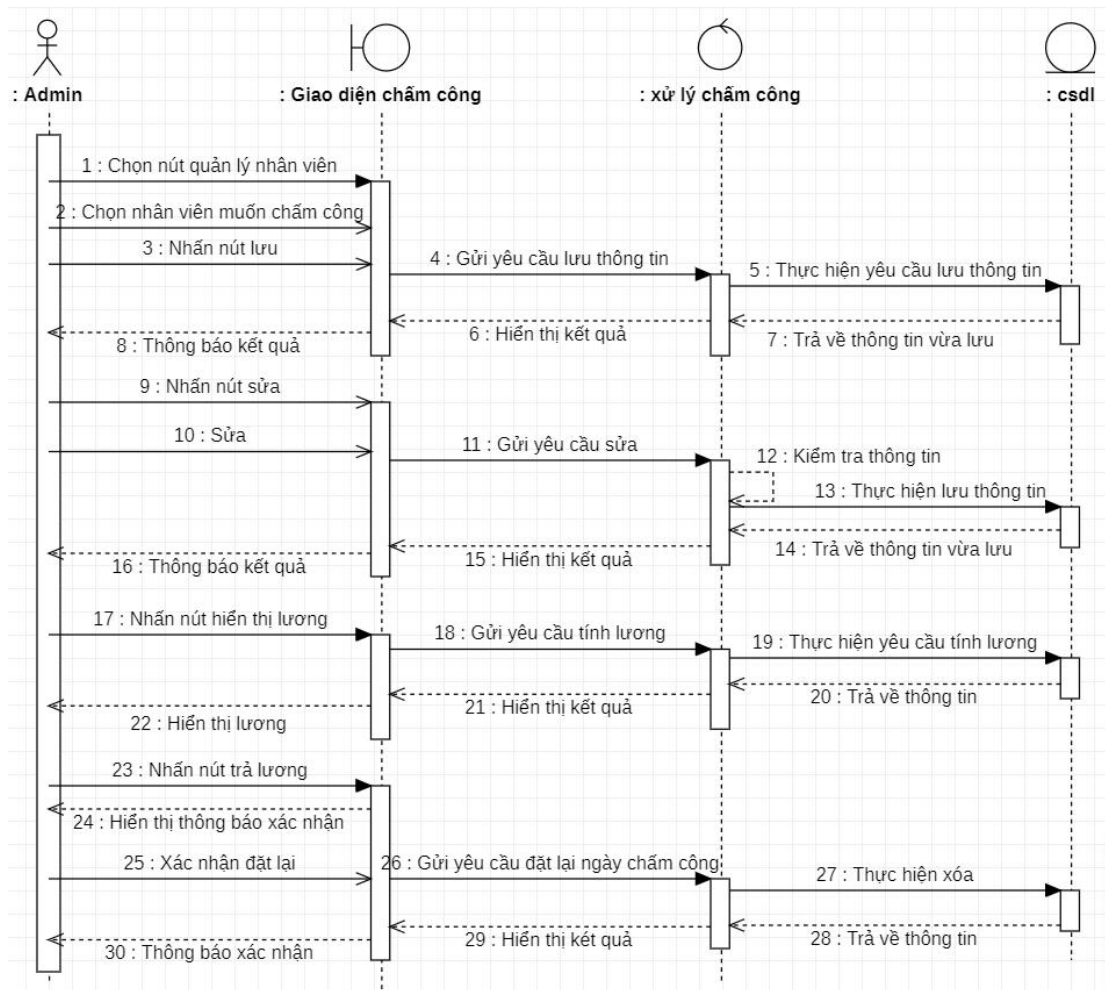 : Admin
: Giao diện chấm công
: xử lý chấm công
: csdl
1 : Chọn nút quản lý nhân viên
2 : Chọn nhân viên muốn chấm công
3 : Nhấn nút lưu
4 : Gửi yêu cầu lưu thông tin
5 : Thực hiện yêu cầu lưu thông tin
6 : Hiển thị kết quả
7 : Trả về thông tin vừa lưu
8 : Thông báo kết quả
9 : Nhấn nút sửa
10 : Sửa
11 : Gửi yêu cầu sửa
12 : Kiểm tra thông tin
13 : Thực hiện lưu thông tin
14 : Trả về thông tin vừa lưu
15 : Hiển thị kết quả
16 : Thông báo kết quả
17 : Nhấn nút hiển thị lương
18 : Gửi yêu cầu tính lương
19 : Thực hiện yêu cầu tính lương
20 : Trả về thông tin
21 : Hiển thị kết quả
22 : Hiển thị lương
23 : Nhấn nút trả lương
24 : Hiển thị thông báo xác nhận
25 : Xác nhận đặt lại
26 : Gửi yêu cầu đặt lại ngày chấm công
27 : Thực hiện xóa
28 : Trả về thông tin
29 : Hiển thị két quả
30 : Thông báo xác nhận